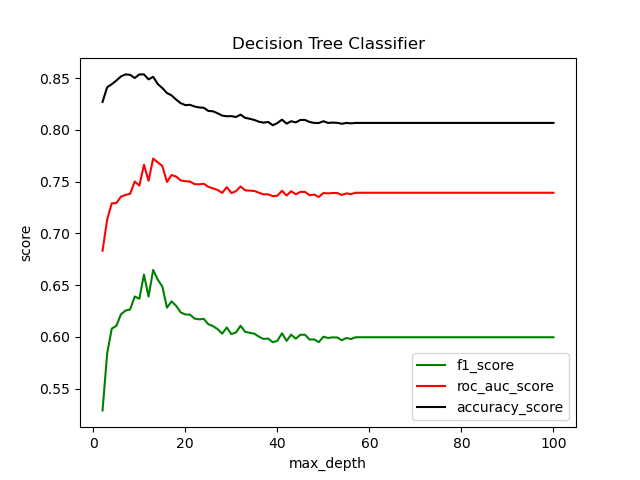 Decision Tree Classifier
0.85
0.80
0.75
0.70
0.65
0.60
0.55
score
0
20
40
60
80
100
max_depth
f1_score
roc_auc_score
accuracy_score